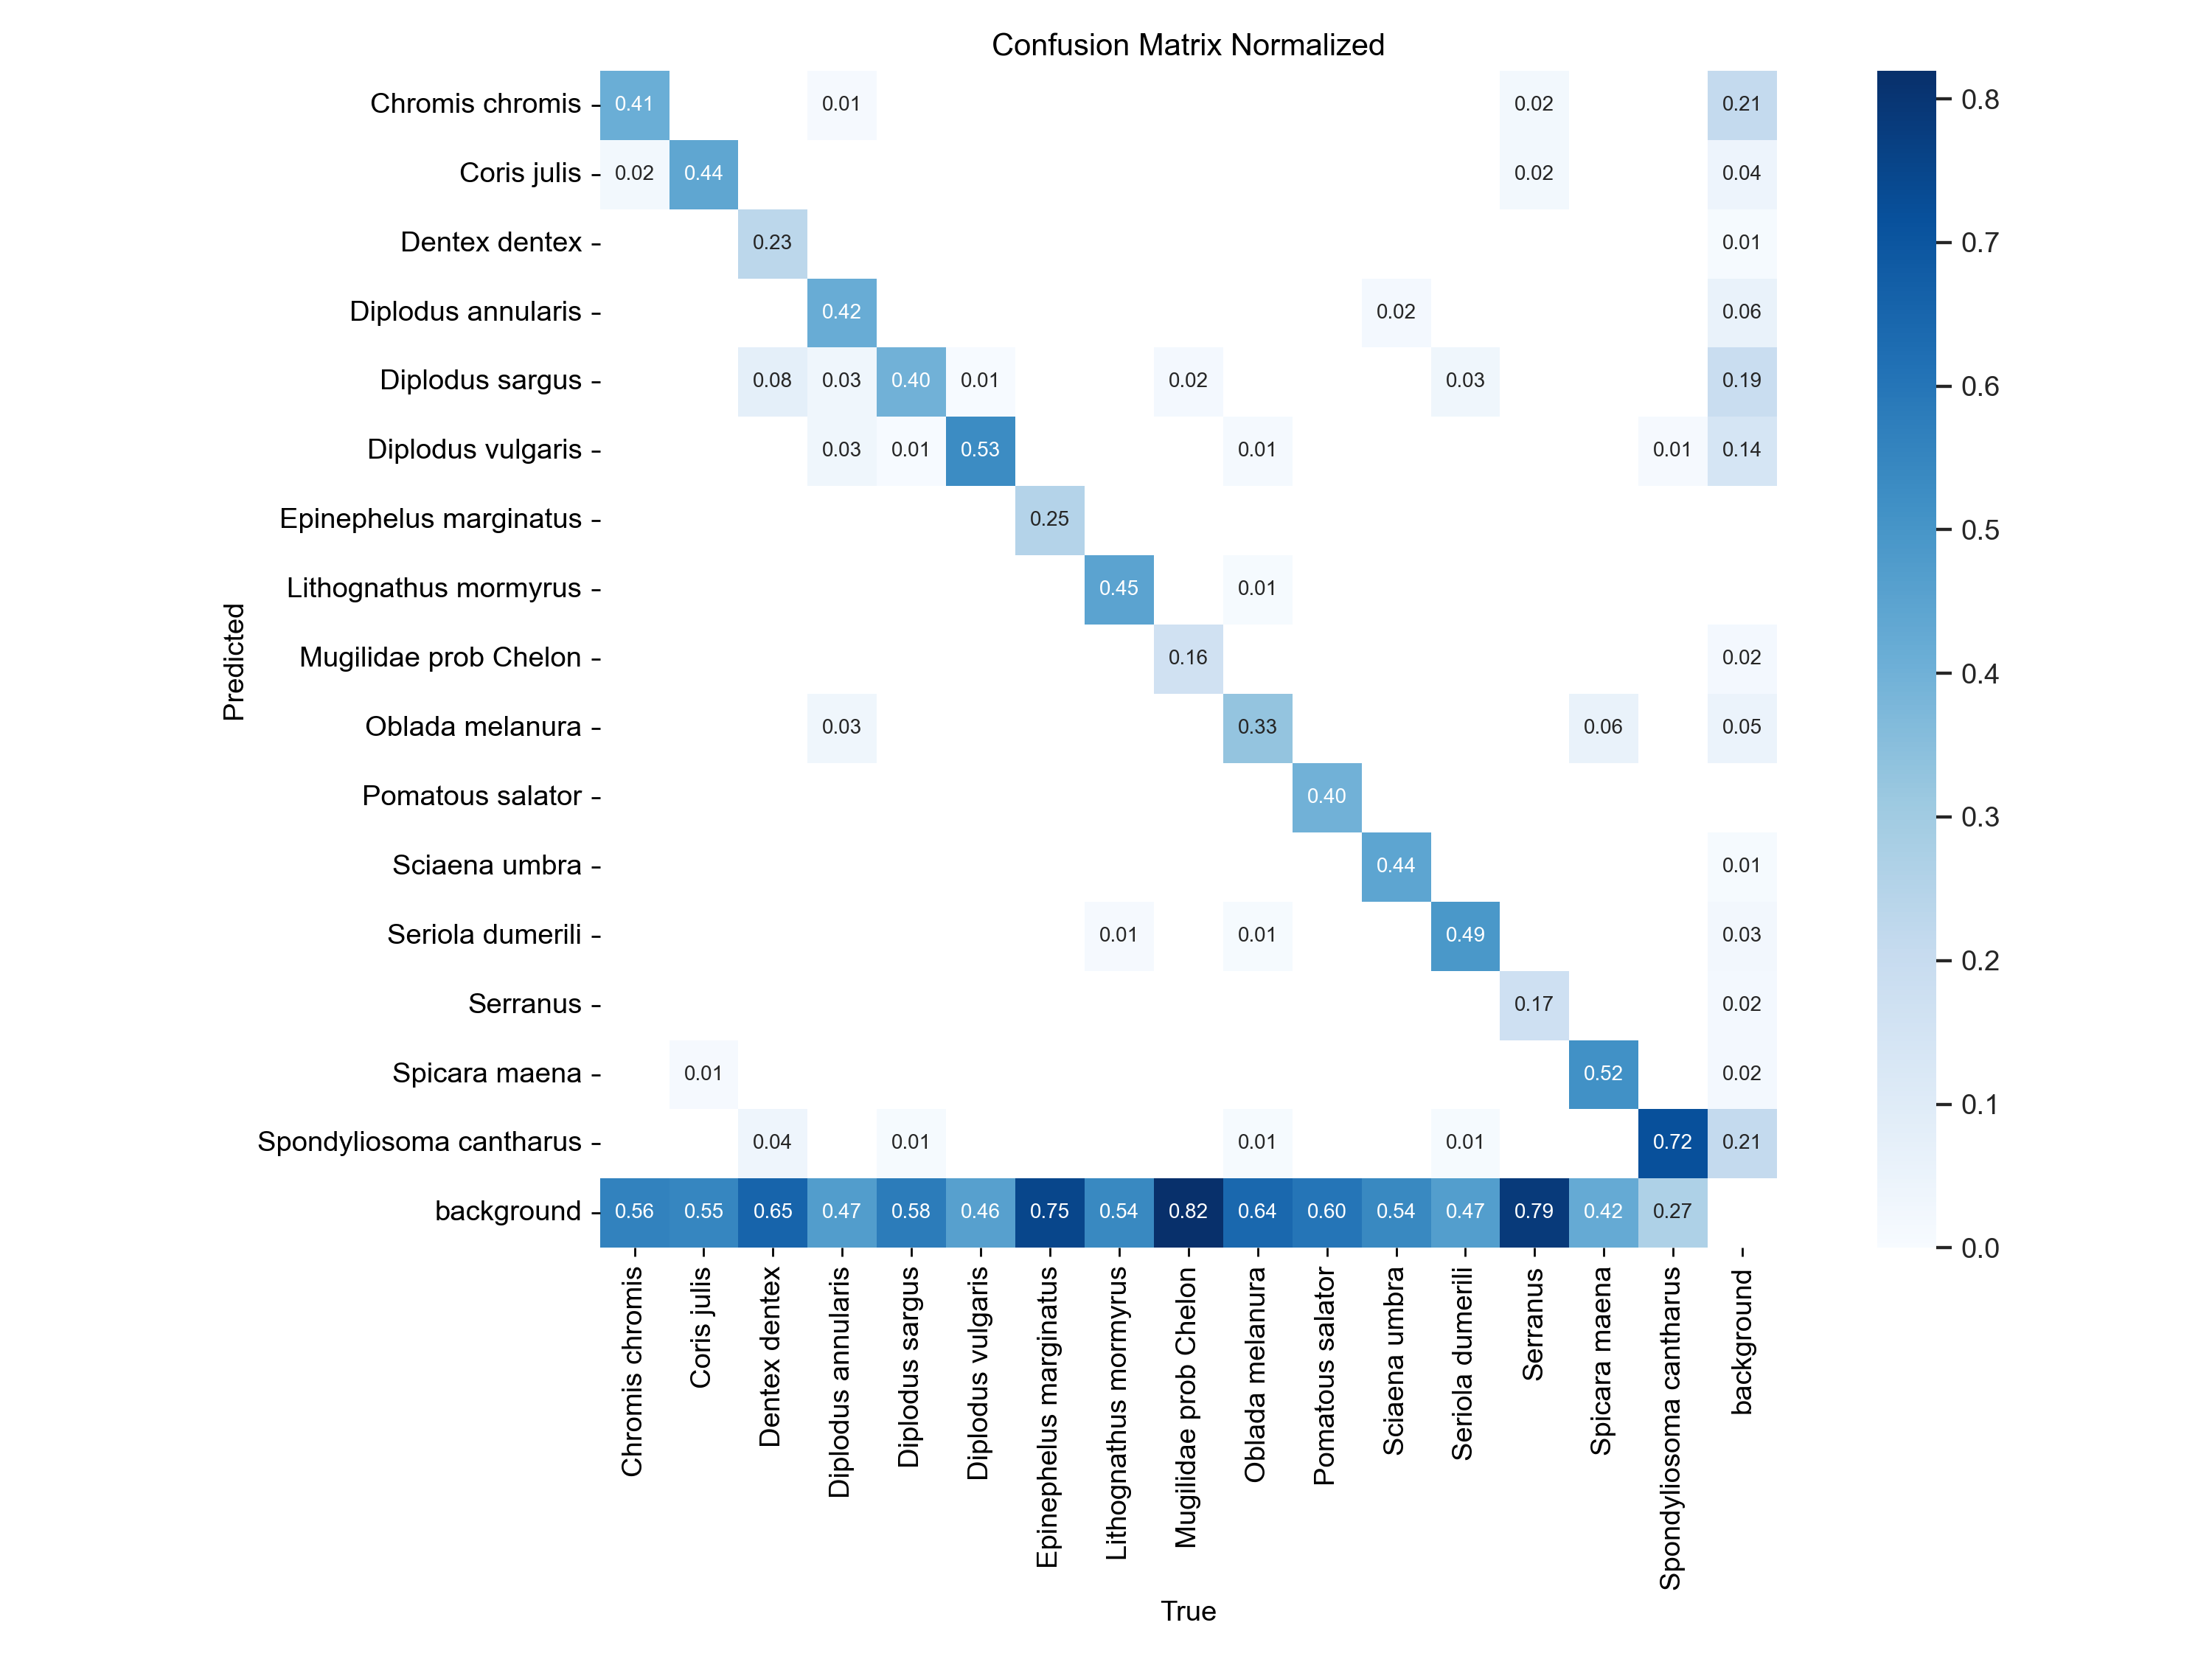 Confusion Matrix Normalized
Chromis chromis 0.41 0.01 0.02 0.21
Coris julis 0.02 0.44 0.02 0.04
Dentex dentex 0.23 0.01
Diplodus annularis 0.42 0.02 0.06
Diplodus sargus 0.08 0.03 0.40 0.01 0.02 0.03 0.19
Diplodus vulgaris 0.03 0.01 0.53 0.01 0.01 0.14
Epinephelus marginatus 0.25
Lithognathus mormyrus 0.45 0.01
Mugilidae prob Chelon 0.16 0.02
Oblada melanura 0.03 0.33 0.06 0.05
Pomatous salator 0.40
Sciaena umbra 0.44 0.01
Seriola dumerili 0.01 0.01 0.49 0.03
Serranus 0.17 0.02
Spicara maena 0.01 0.52 0.02
Spondyliosoma cantharus 0.04 0.01 0.01 0.01 0.72 0.21
background 0.56 0.55 0.65 0.47 0.58 0.46 0.75 0.54 0.82 0.64 0.60 0.54 0.47 0.79 0.42 0.27
Predicted
Chromis chromis
Coris julis
Dentex dentex
Diplodus annularis
Diplodus sargus
Diplodus vulgaris
Epinephelus marginatus
Lithognathus mormyrus
Mugilidae prob Chelon
Oblada melanura
Pomatous salator
Sciaena umbra
Seriola dumerili
Serranus
Spicara maena
Spondyliosoma cantharus
background
True
0.8
0.7
0.6
0.5
0.4
0.3
0.2
0.1
0.0